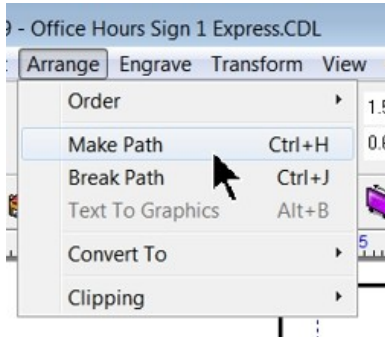 - Office Hours Sign 1 Express.CDL
Arrange Engrave Transform View
Order
Make Path Ctrl+H
Break Path Ctrl+J
Text To Graphics Alt+B
Convert To
Clipping